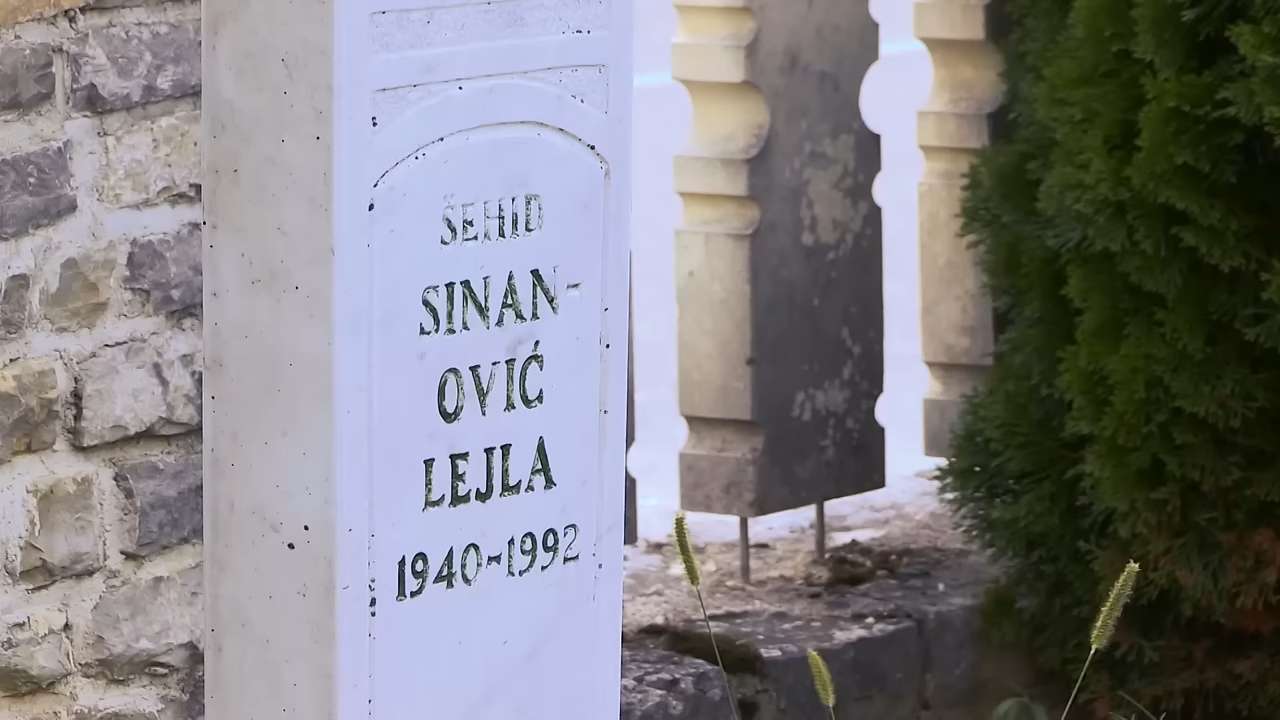 ŠEHID
SINAN-
OVIĆ
LEJLA
1940-1992